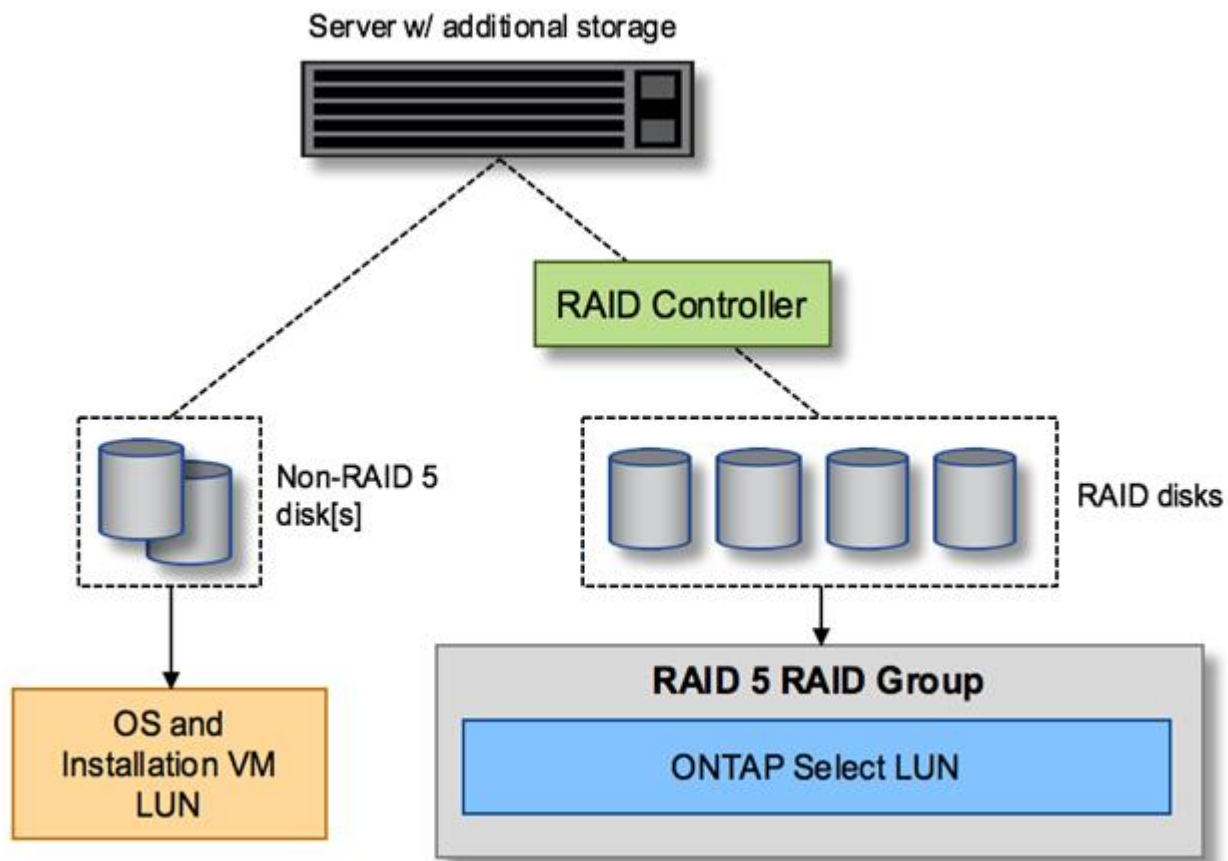 Server w/ additional storage
RAID Controller
Non-RAID 5
disk[s]
RAID disks
OS and
Installation VM
LUN
RAID 5 RAID Group
ONTAP Select LUN